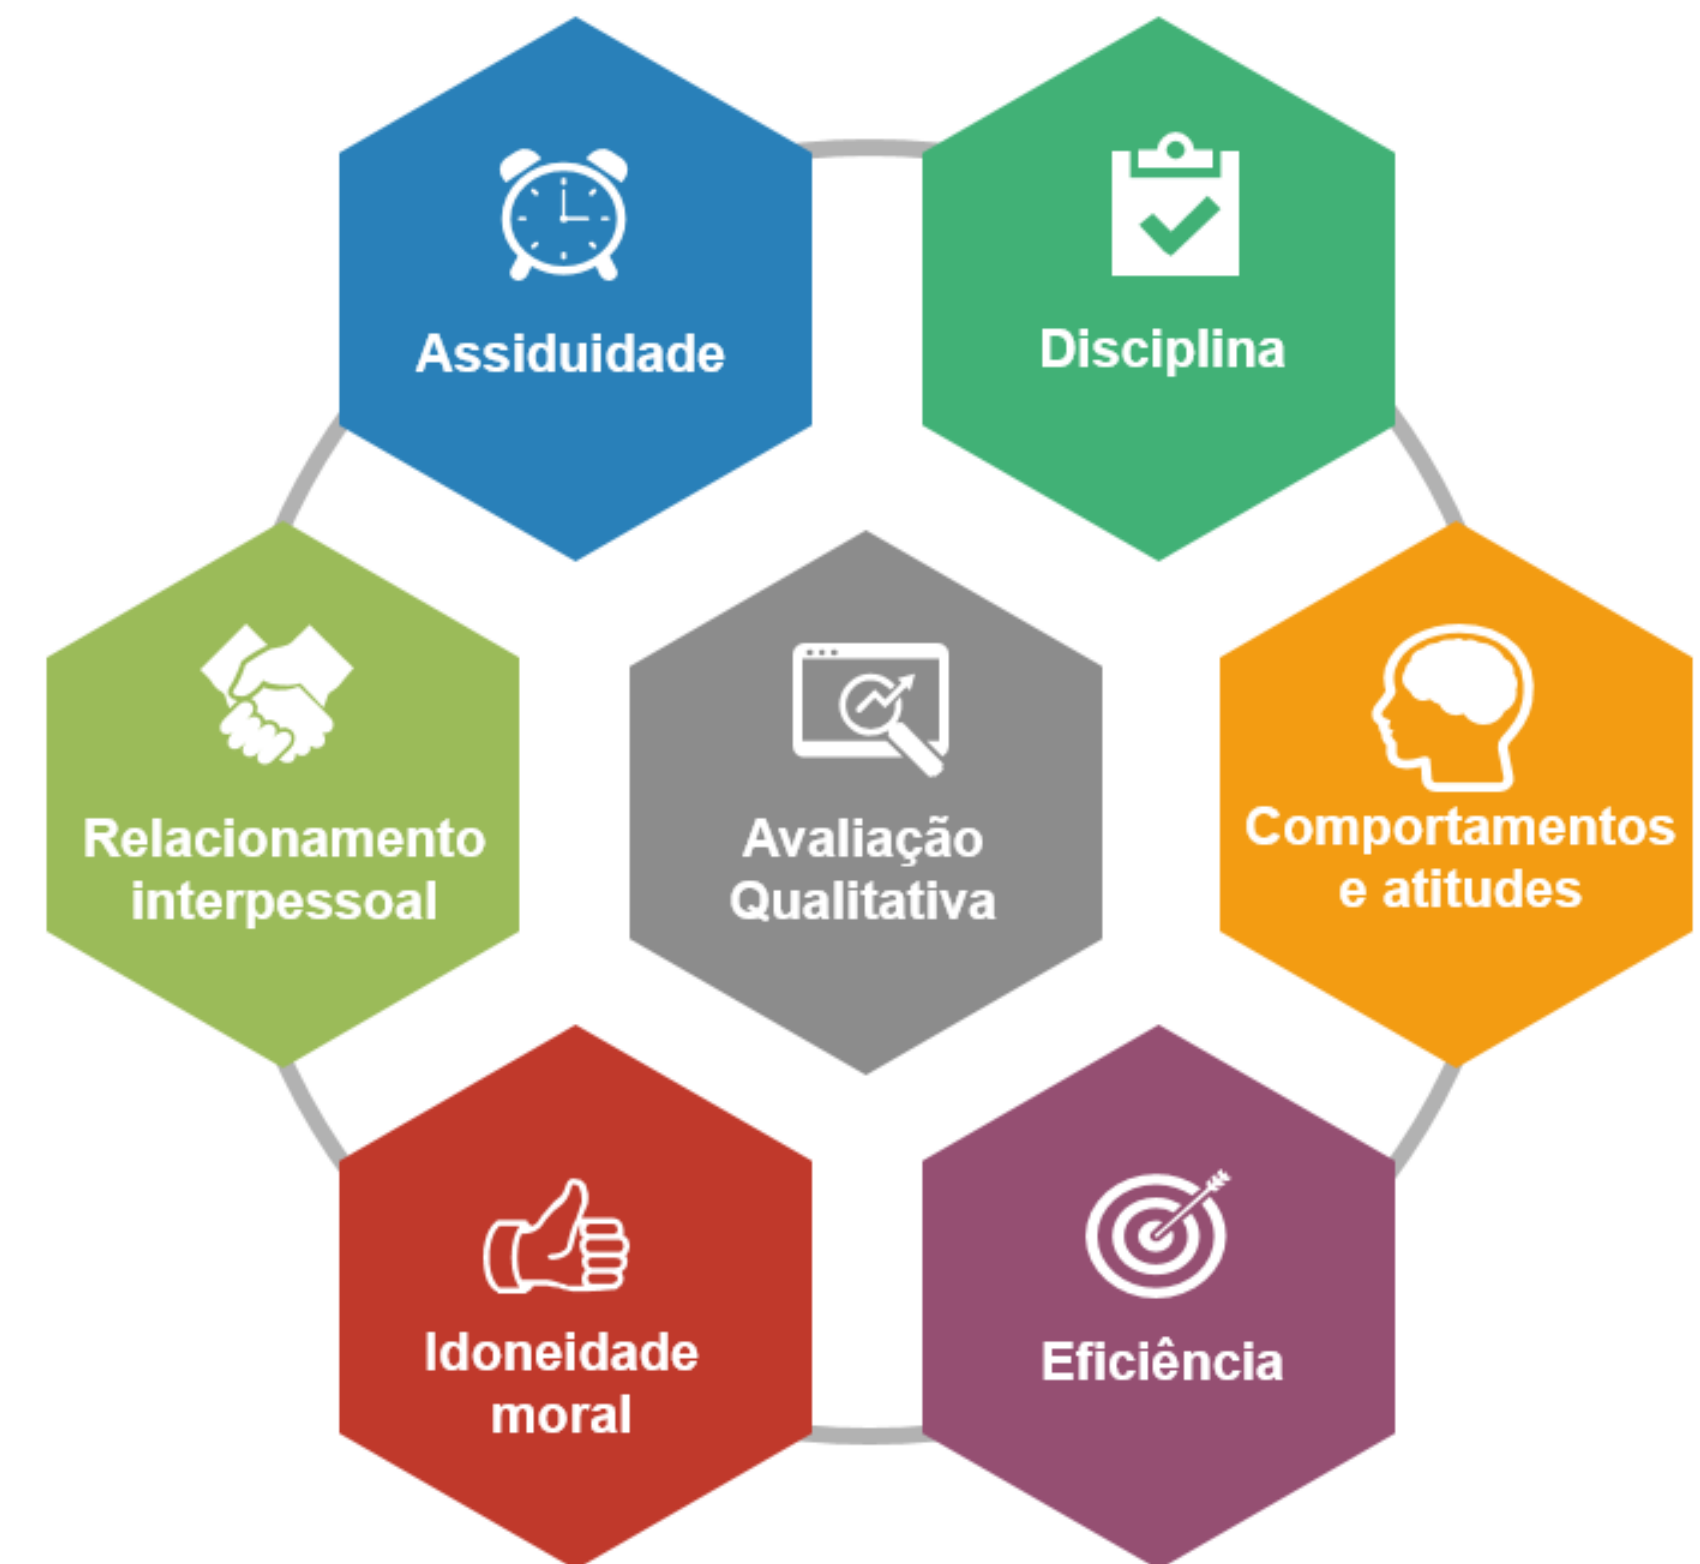 Assiduidade
Disciplina
Relacionamento
interpessoal
Avaliação
Qualitativa
Comportamentos
e atitudes
Idoneidade
moral
Eficiência